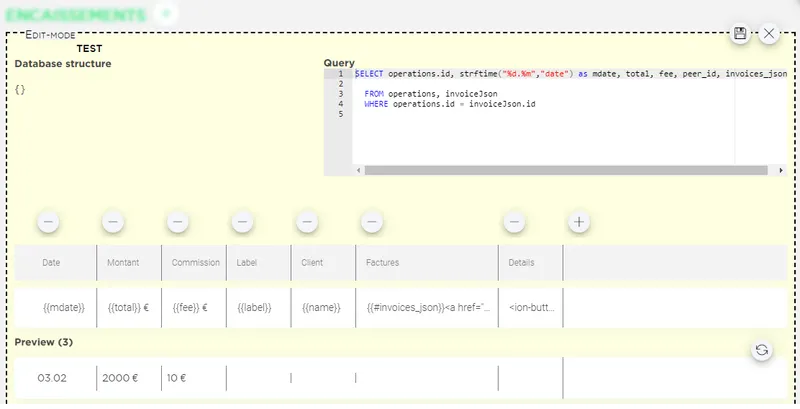 ENCAISSEMENTS +
EDIT-MODE
TEST
Database structure
{}
Query
1 SELECT operations.id, strftime("%d.%m","date") as mdate, total, fee, peer_id, invoices_json
2
3 FROM operations, invoiceJson
4 WHERE operations.id = invoiceJson.id
5
Date Montant Commission Label Client Factures Details
{{mdate}} {{total}} € {{fee}} € {{label}} {{name}} {{#invoices_json}}<a href="... <ion-butt...
Preview (3)
03.02 2000 € 10 €